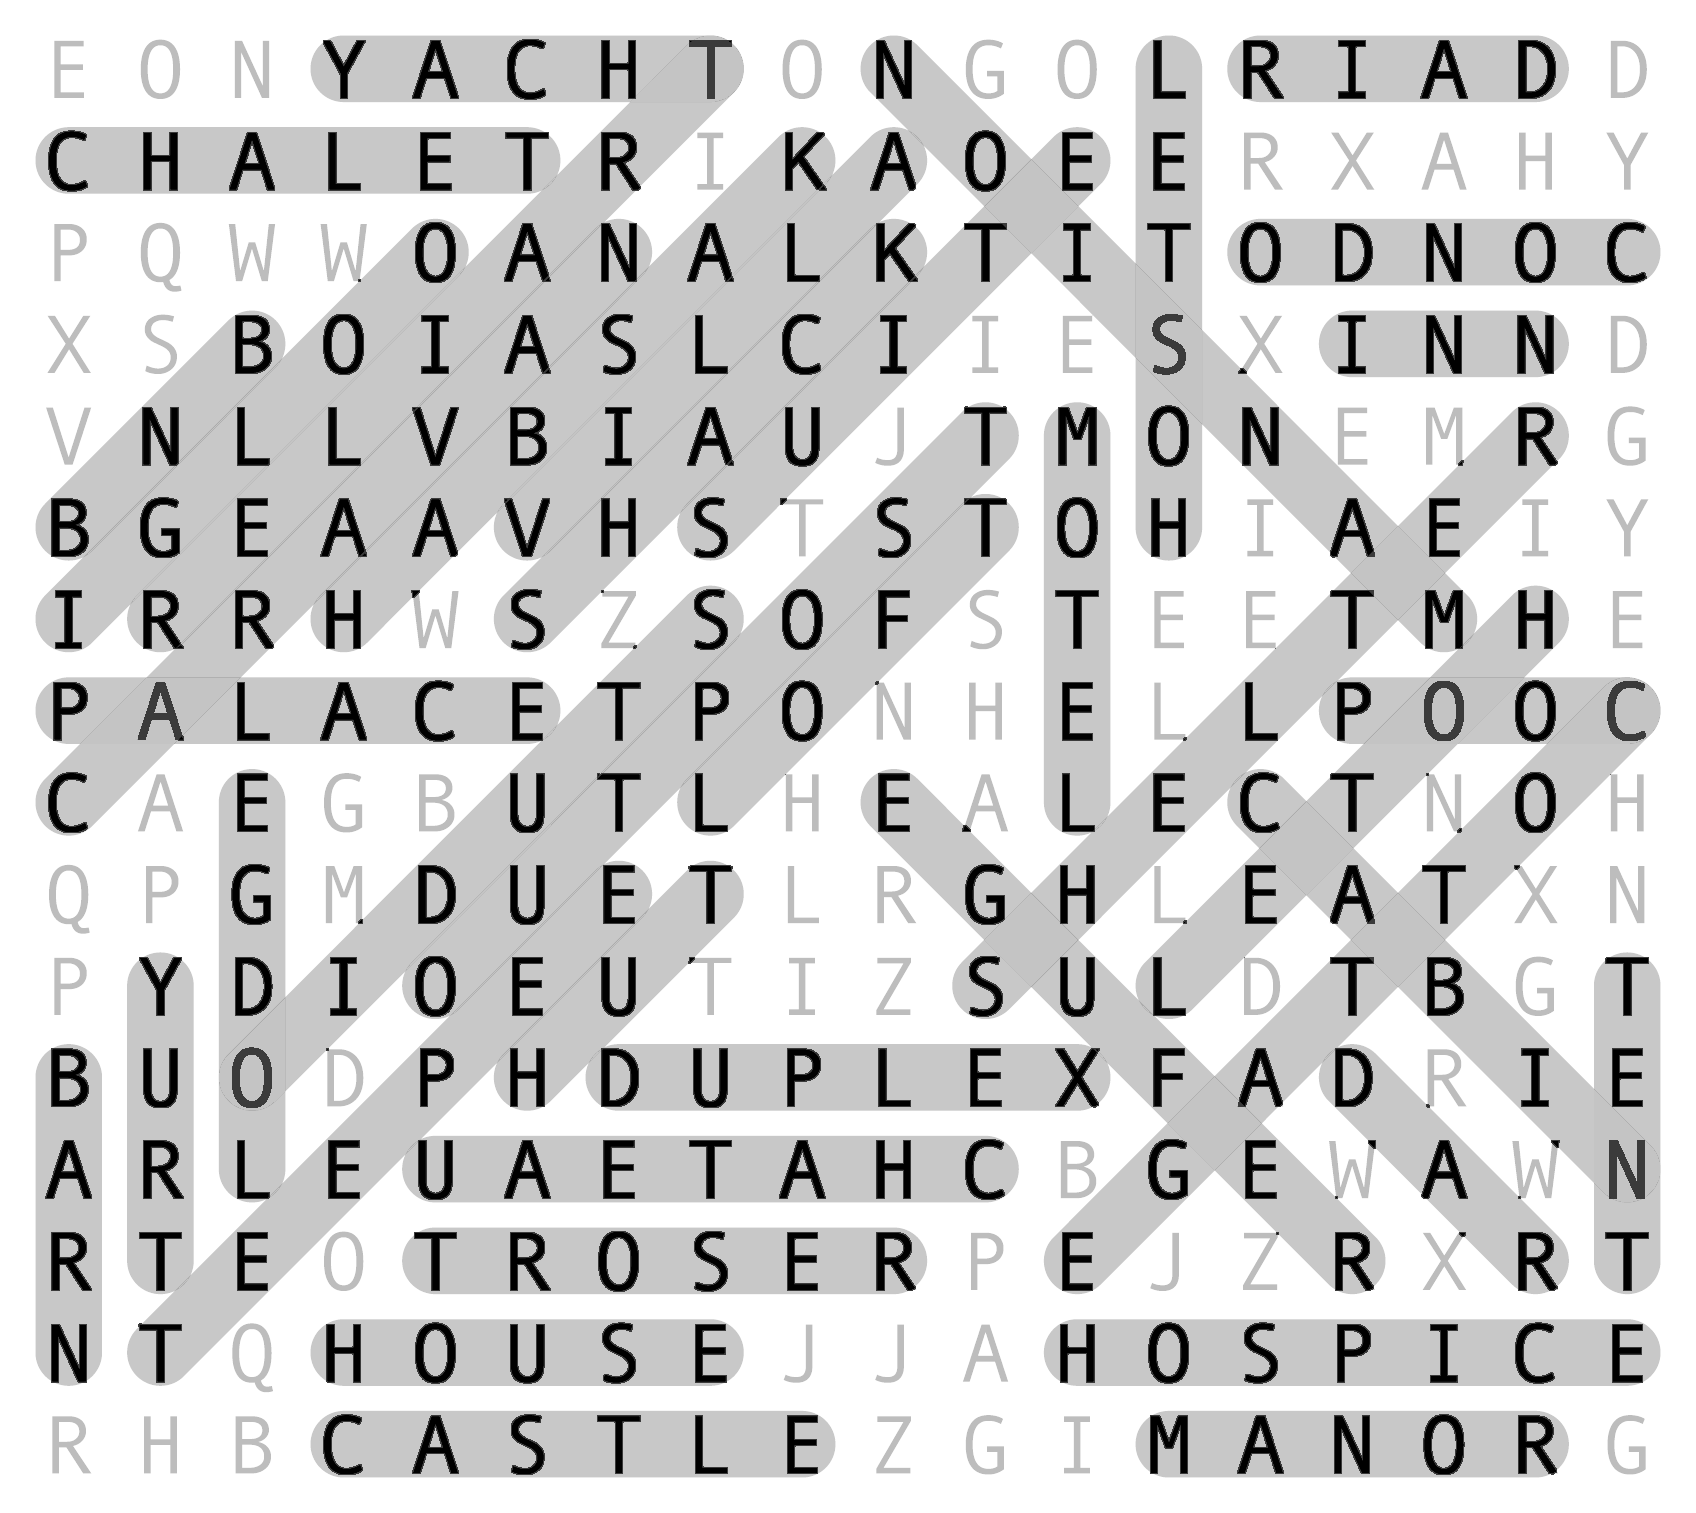 E O N Y A C H T O N G O L R I A D D
C H A L E T R I K A O E E R X A H Y
P Q W W O A N A L K T I T O D N O C
X S B O I A S L C I I E S X I N N D
V N L L V B I A U J T M O N E M R G
B G E A A V H S T S T O H I A E I Y
I R R H W S Z S O F S T E E T M H E
P A L A C E T P O N H E L L P O O C
C A E G B U T L H E A L E C T N O H
Q P G M D U E T L R G H L E A T X N
P Y D I O E U T I Z S U L D T B G T
B U O D P H D U P L E X F A D R I E
A R L E U A E T A H C B G E W A W N
R T E O T R O S E R P E J Z R X R T
N T Q H O U S E J J A H O S P I C E
R H B C A S T L E Z G I M A N O R G